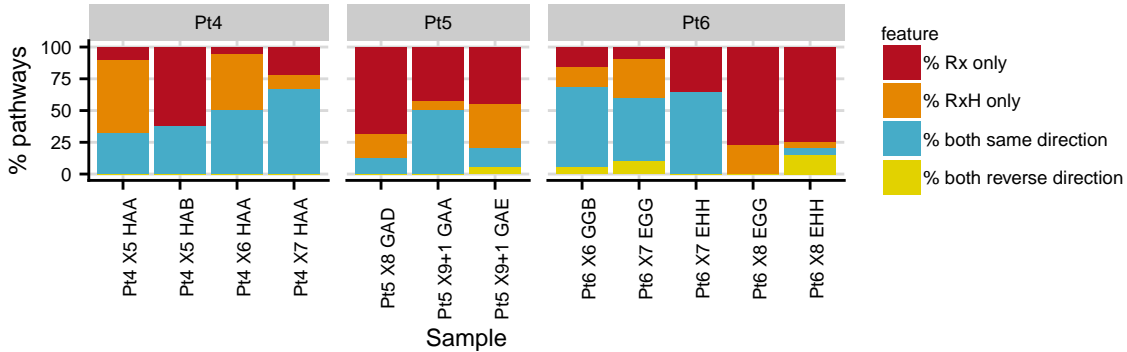 Pt4
Pt5
Pt6
% pathways
100
75
50
25
0
Pt4 X5 HAA
Pt4 X5 HAB
Pt4 X6 HAA
Pt4 X7 HAA
Pt5 X8 GAD
Pt5 X9+1 GAA
Pt5 X9+1 GAE
Pt6 X6 GGB
Pt6 X7 EGG
Pt6 X7 EHH
Pt6 X8 EGG
Pt6 X8 EHH
Sample
feature
% Rx only
% RxH only
% both same direction
% both reverse direction